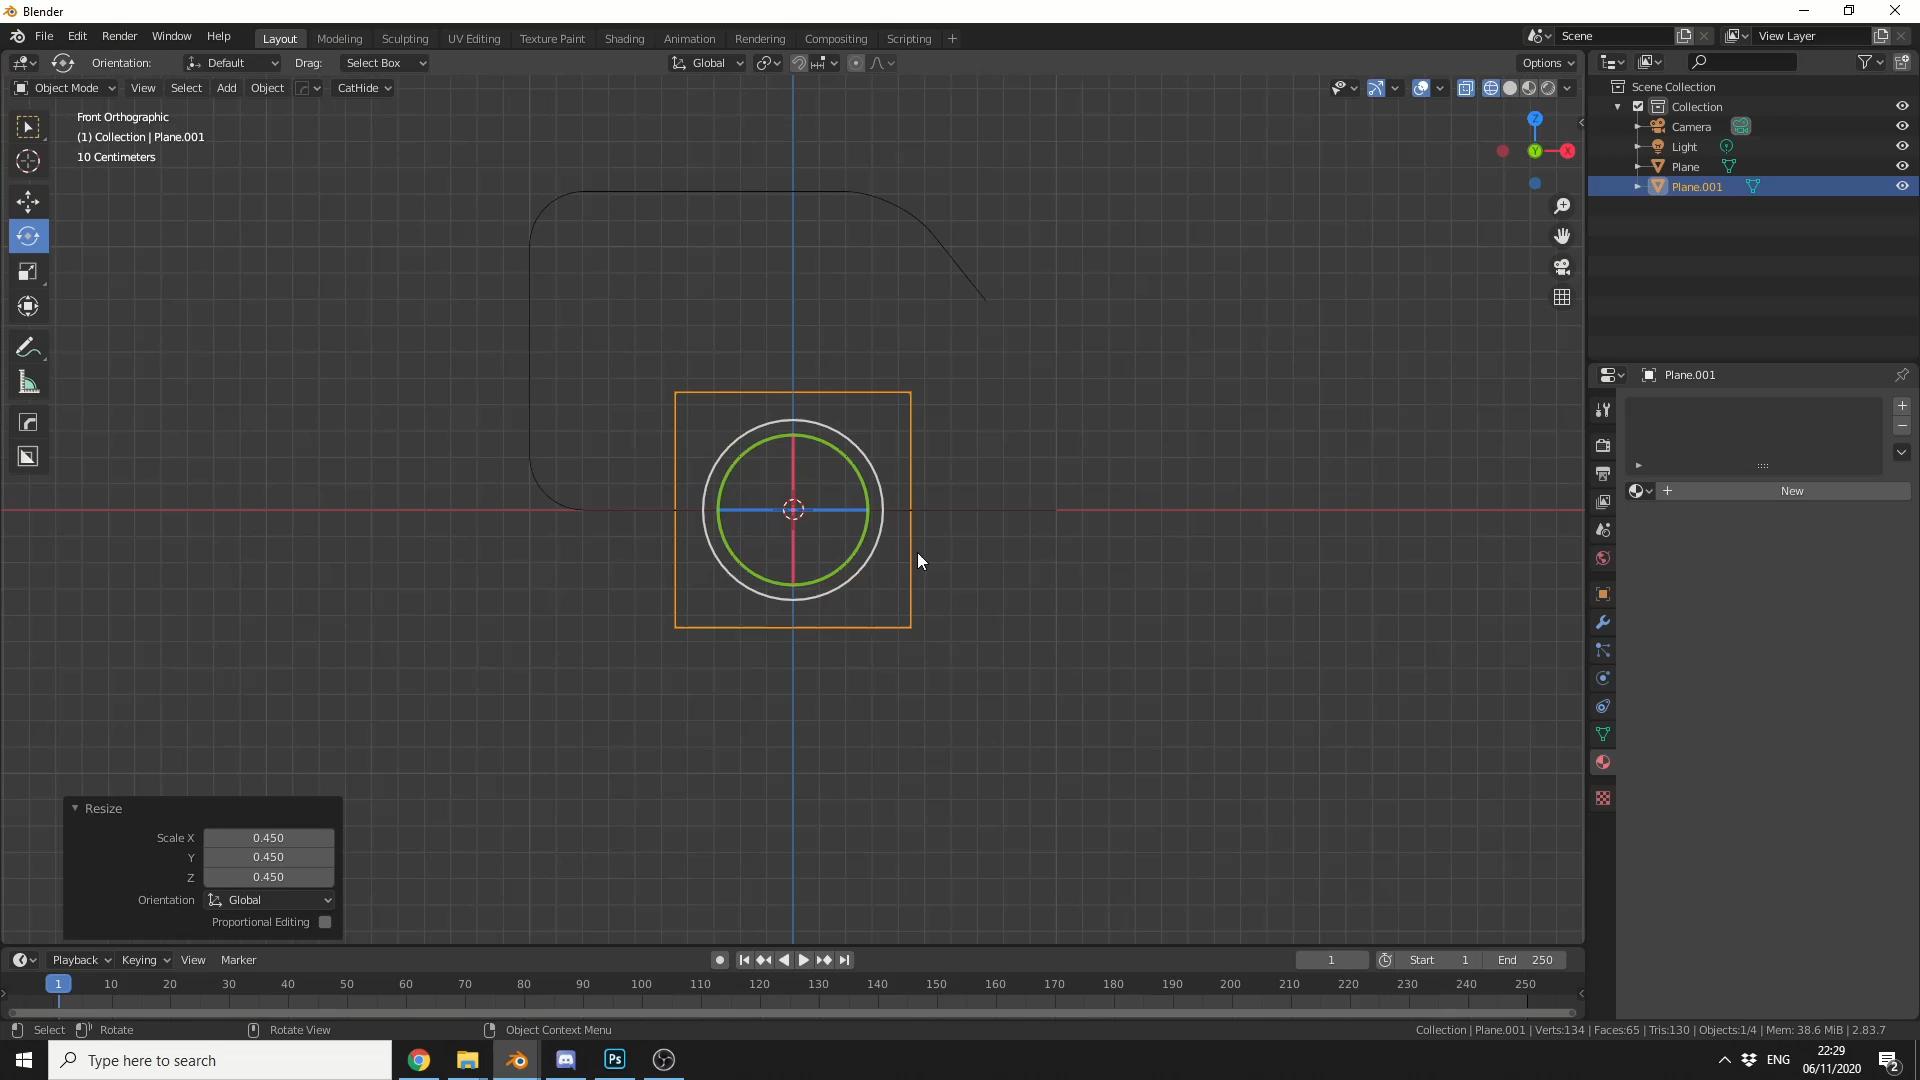 Blender
File Edit Render Window Help
Layout Modeling Sculpting UV Editing Texture Paint Shading Animation Rendering Compositing Scripting
Scene
View Layer
Orientation: Default Drag: Select Box Global Options
Object Mode View Select Add Object CatHide
Front Orthographic
(1) Collection | Plane.001
10 Centimeters
Z
Y
X
Scene Collection
Collection
Camera
Light
Plane
Plane.001
Plane.001
New
Resize
Scale X 0.450
Y 0.450
Z 0.450
Orientation Global
Proportional Editing
Playback Keying View Marker
1 Start 1 End 250
1 10 20 30 40 50 60 70 80 90 100 110 120 130 140 150 160 170 180 190 200 210 220 230 240 250
Select Rotate Rotate View Object Context Menu
Collection | Plane.001 | Verts:134 | Faces:65 | Tris:130 | Objects:1/4 | Mem: 38.6 MiB | 2.83.7
Type here to search
Ps
ENG
22:29
06/11/2020
2